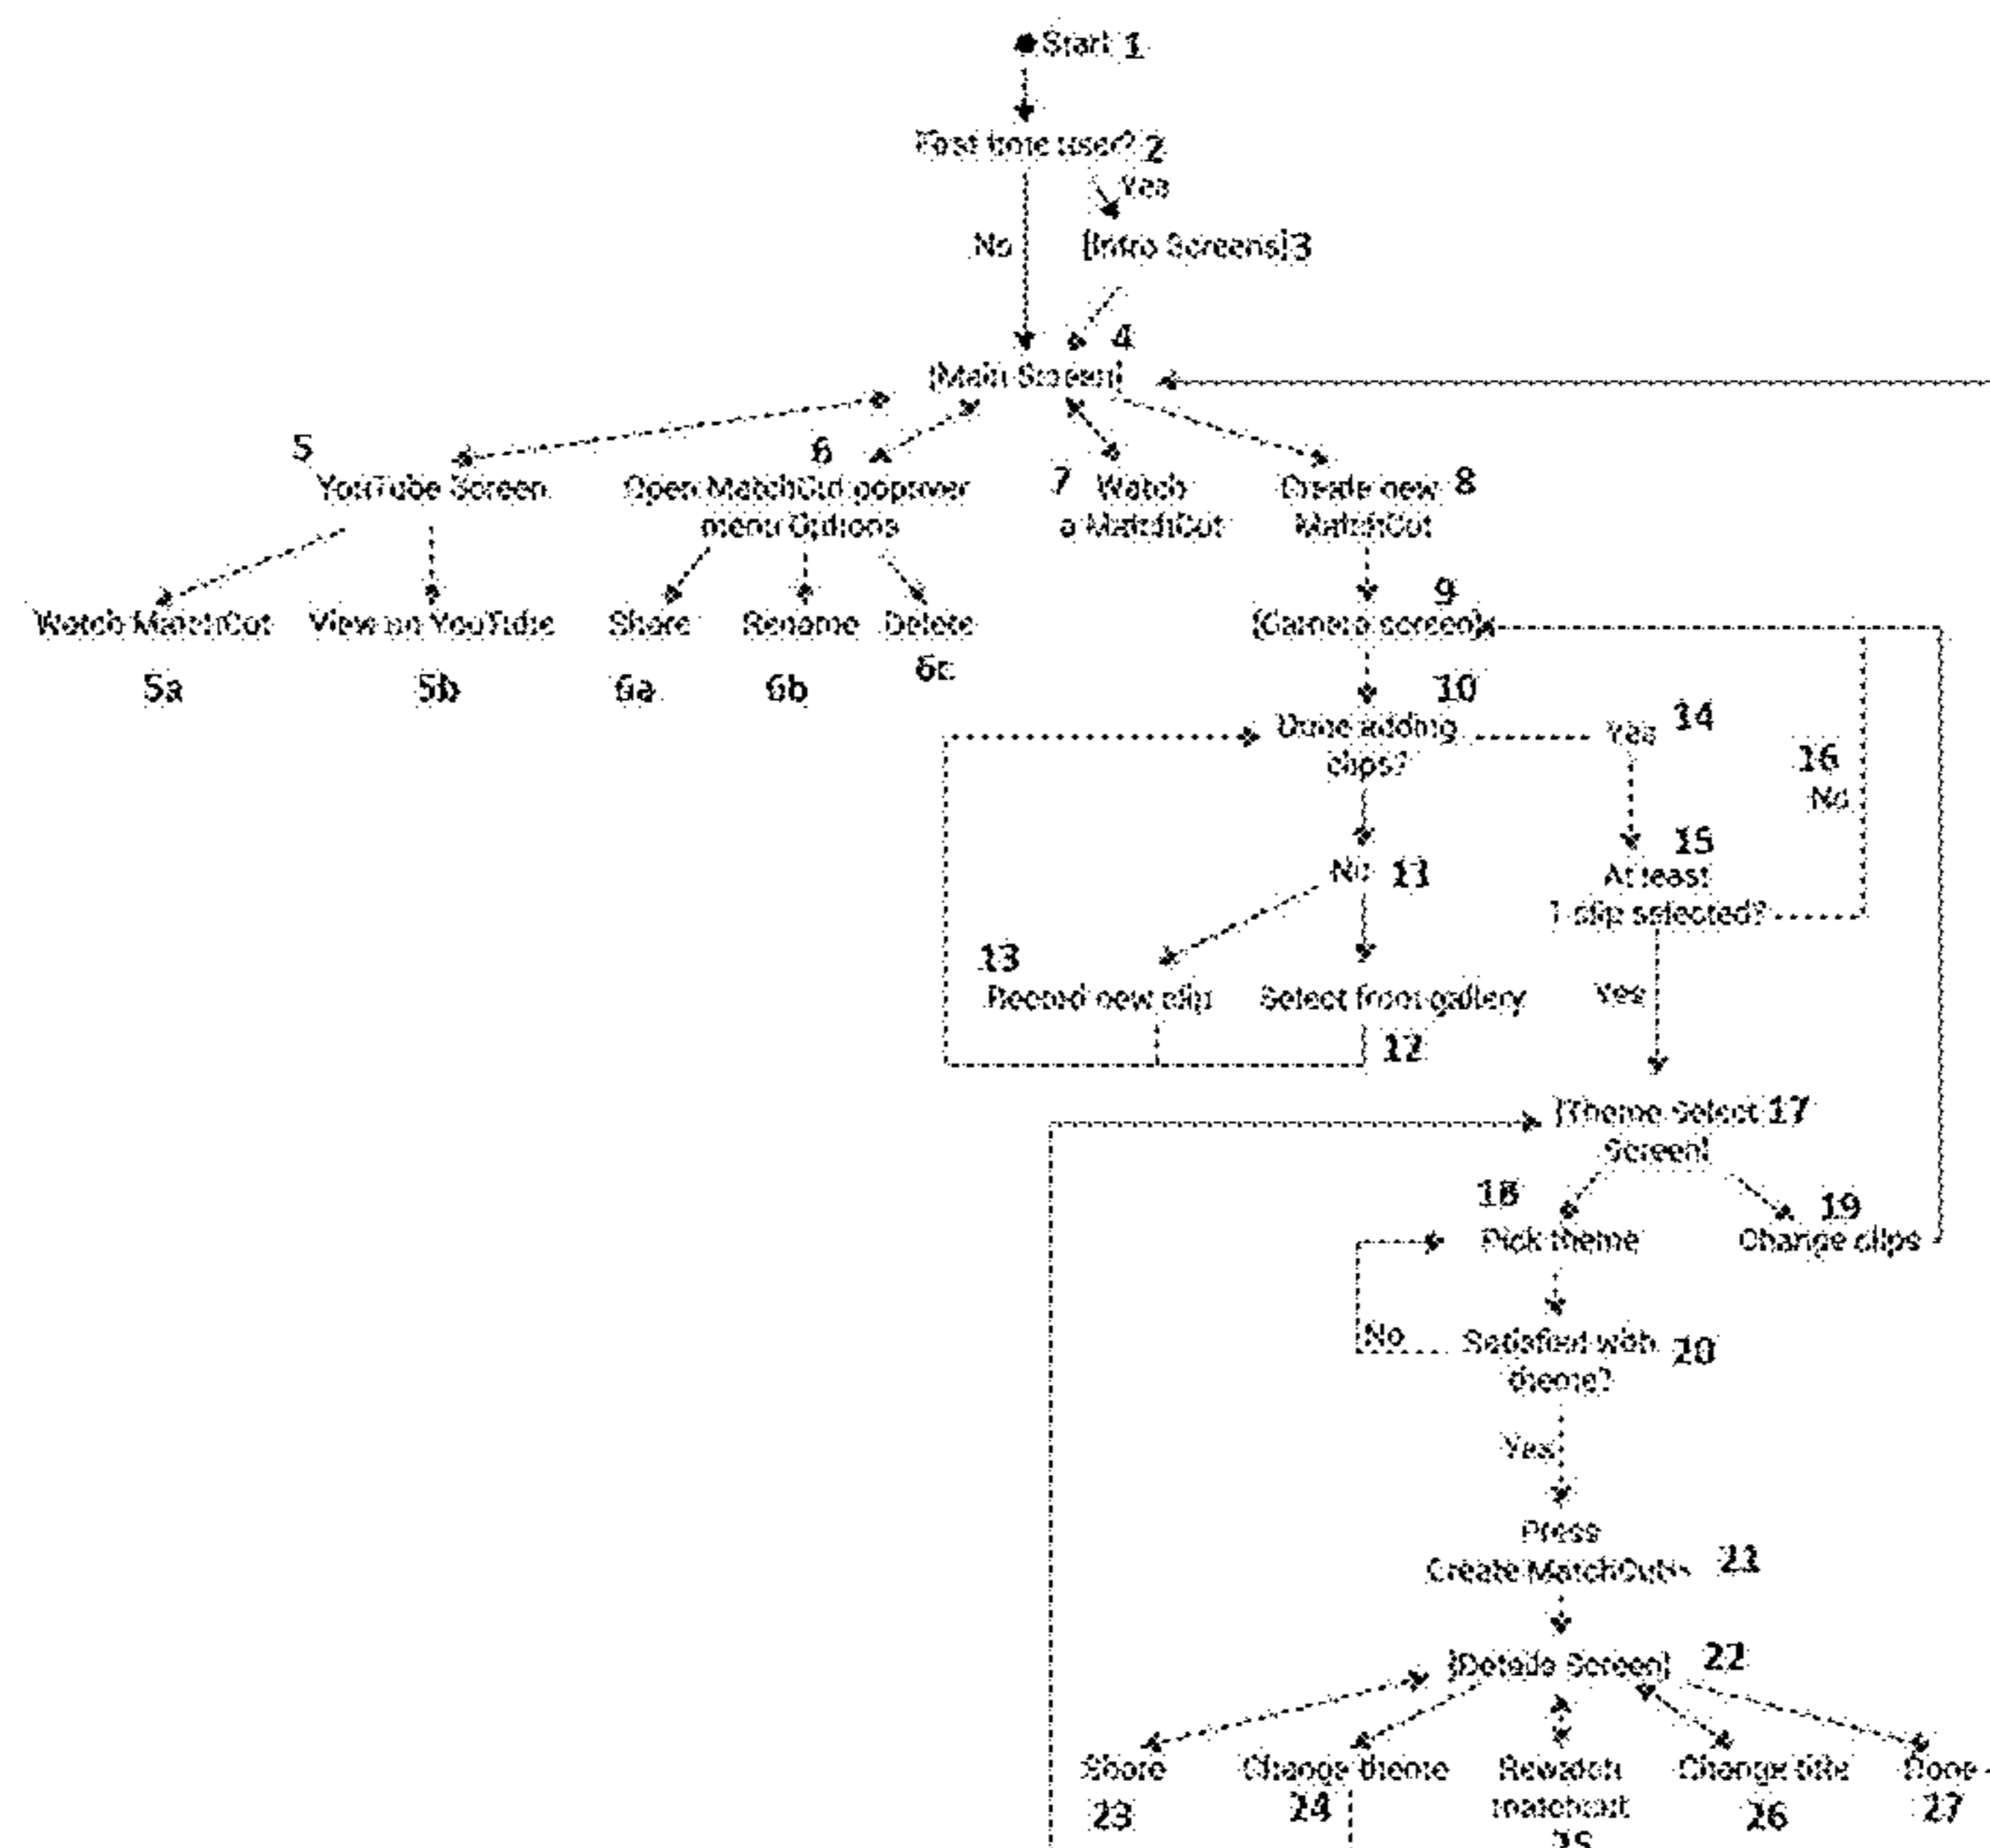 Start 1
First time user? 2
Yes
No
[Intro Screens] 3
4
[Main Screen]
5
6
YouTube Screen
Open MatchCut popover
menu Options
7
Watch
a MatchCut
Create new
MatchCut
8
Watch MatchCut
View on YouTube
Share
Rename
Delete
5a
5b
6a
6b
6c
9
[Camera screen]
10
Done adding
clips?
Yes
14
16
No
No
11
15
At least
1 clip selected?
13
Record new clip
Select from gallery
12
Yes
[Theme Select
Screen]
17
18
Pick theme
19
Change clips
No
Satisfied with
theme?
20
Yes
Press
Create MatchCut
21
[Details Screen]
22
Share
Change theme
Rewatch
matchcut
Change title
Done
23
24
25
26
27